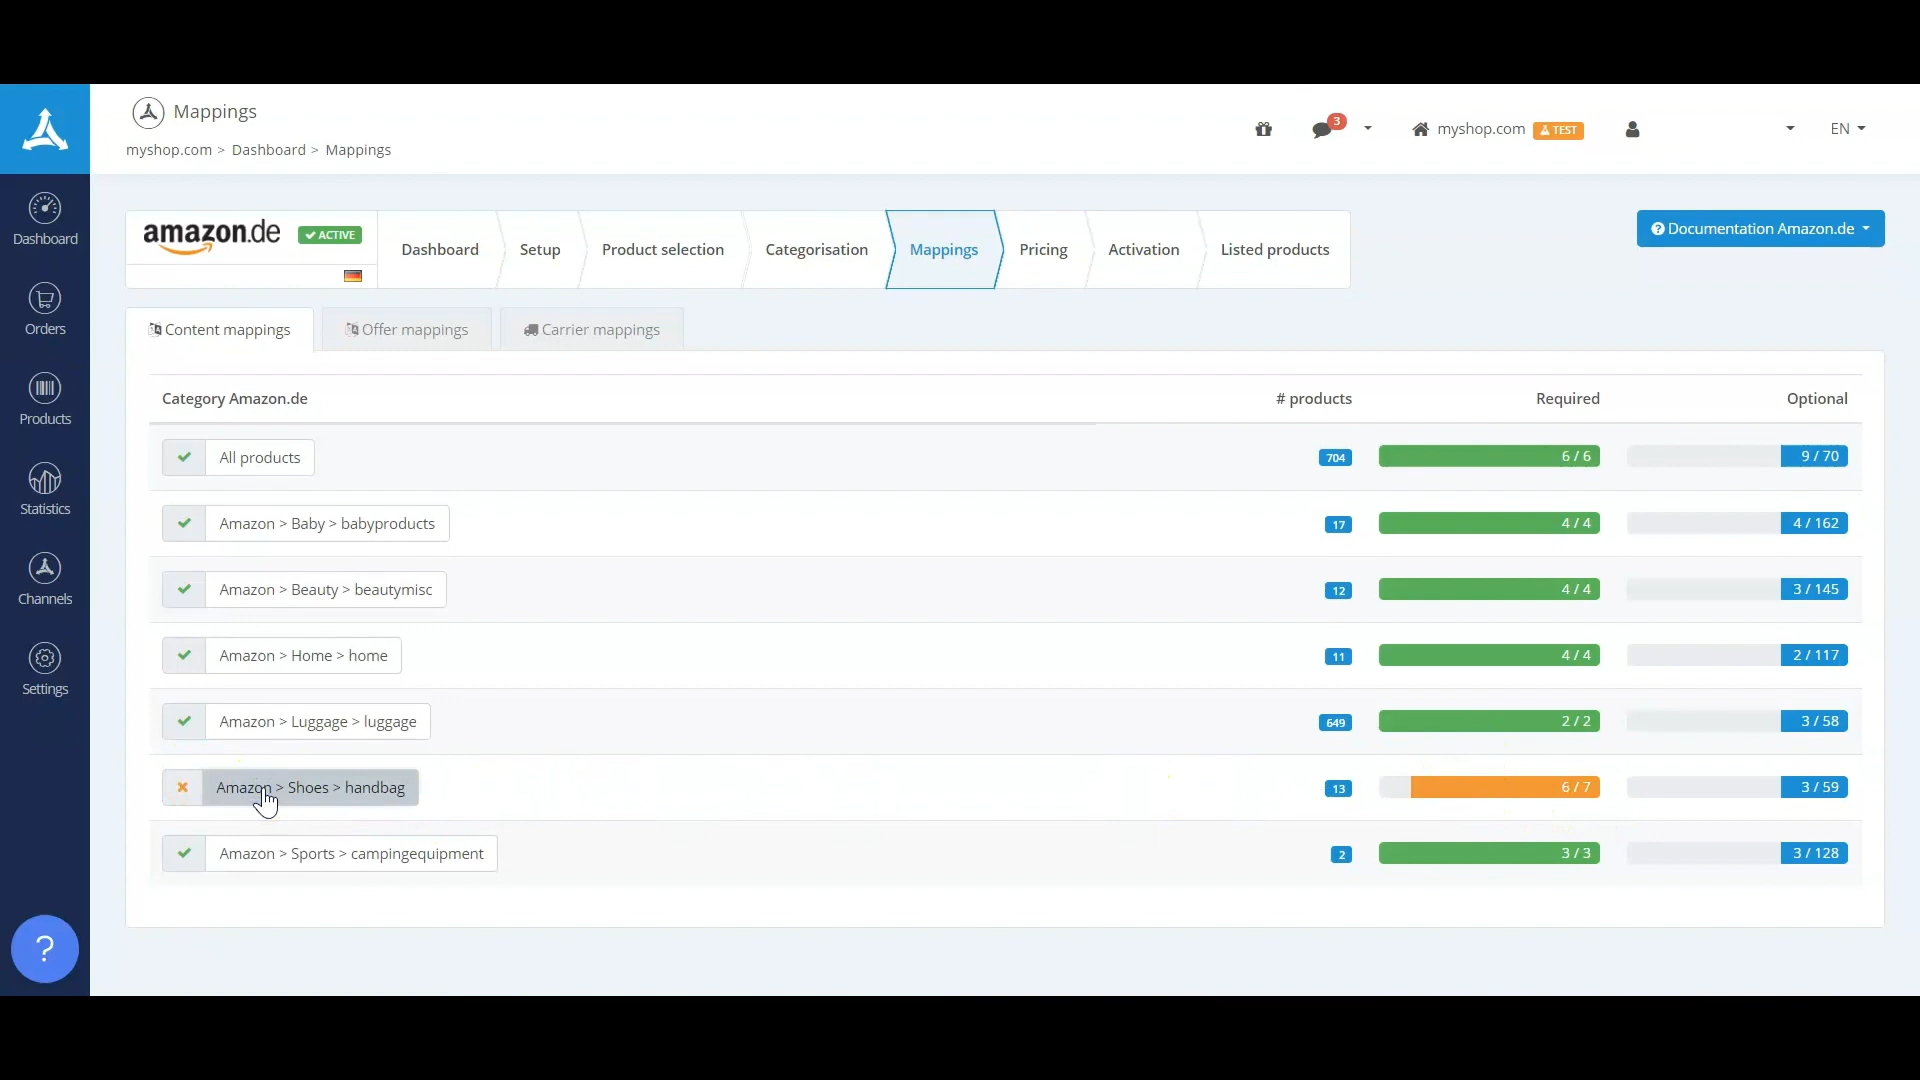 Mappings
myshop.com > Dashboard > Mappings
3
myshop.com TEST
EN
Dashboard
Orders
Products
Statistics
Channels
Settings
?
amazon.de ACTIVE
Dashboard
Setup
Product selection
Categorisation
Mappings
Pricing
Activation
Listed products
Documentation Amazon.de
Content mappings
Offer mappings
Carrier mappings
Category Amazon.de # products Required Optional
All products 704 6 / 6 9 / 70
Amazon > Baby > babyproducts 17 4 / 4 4 / 162
Amazon > Beauty > beautymisc 12 4 / 4 3 / 145
Amazon > Home > home 11 4 / 4 2 / 117
Amazon > Luggage > luggage 649 2 / 2 3 / 58
Amazon > Shoes > handbag 13 6 / 7 3 / 59
Amazon > Sports > campingequipment 2 3 / 3 3 / 128